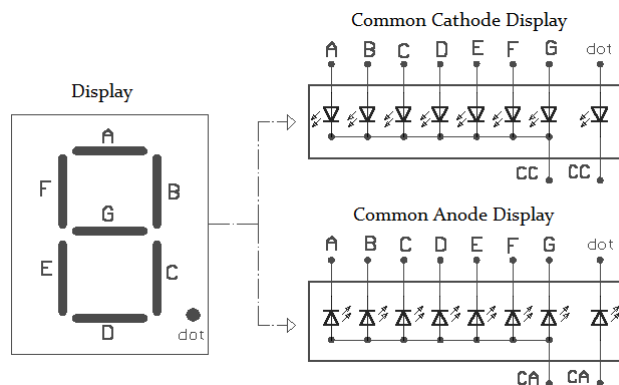 Common Cathode Display
A B C D E F G dot
CC CC
Display
A
F
B
G
E
C
D
dot
Common Anode Display
A B C D E F G dot
CA CA